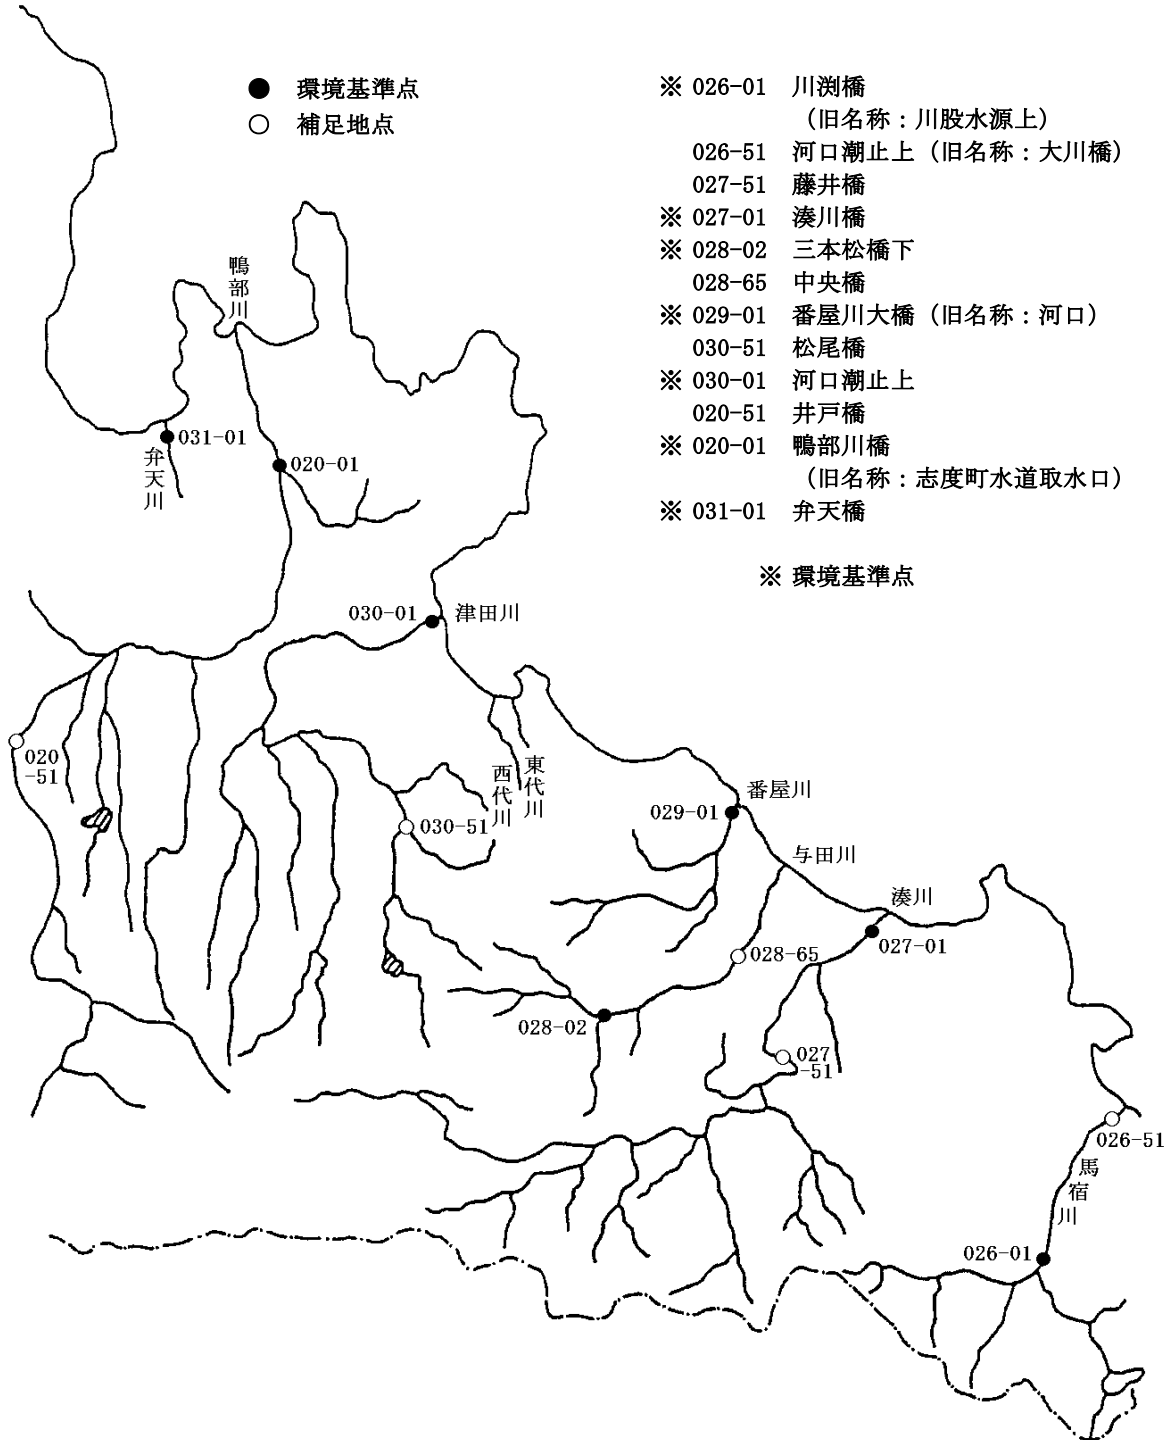 ● 環境基準点
○ 補足地点
※ 026-01 川渕橋
（旧名称：川股水源上）
026-51 河口潮止上（旧名称：大川橋）
027-51 藤井橋
※ 027-01 湊川橋
※ 028-02 三本松橋下
028-65 中央橋
※ 029-01 番屋川大橋（旧名称：河口）
030-51 松尾橋
※ 030-01 河口潮止上
020-51 井戸橋
※ 020-01 鴨部川橋
（旧名称：志度町水道取水口）
※ 031-01 弁天橋
※ 環境基準点
鴨部川
031-01
弁天川
020-01
030-01
津田川
020
-51
西代川
東代川
030-51
029-01
番屋川
与田川
湊川
027-01
028-65
028-02
027
-51
026-51
馬宿川
026-01